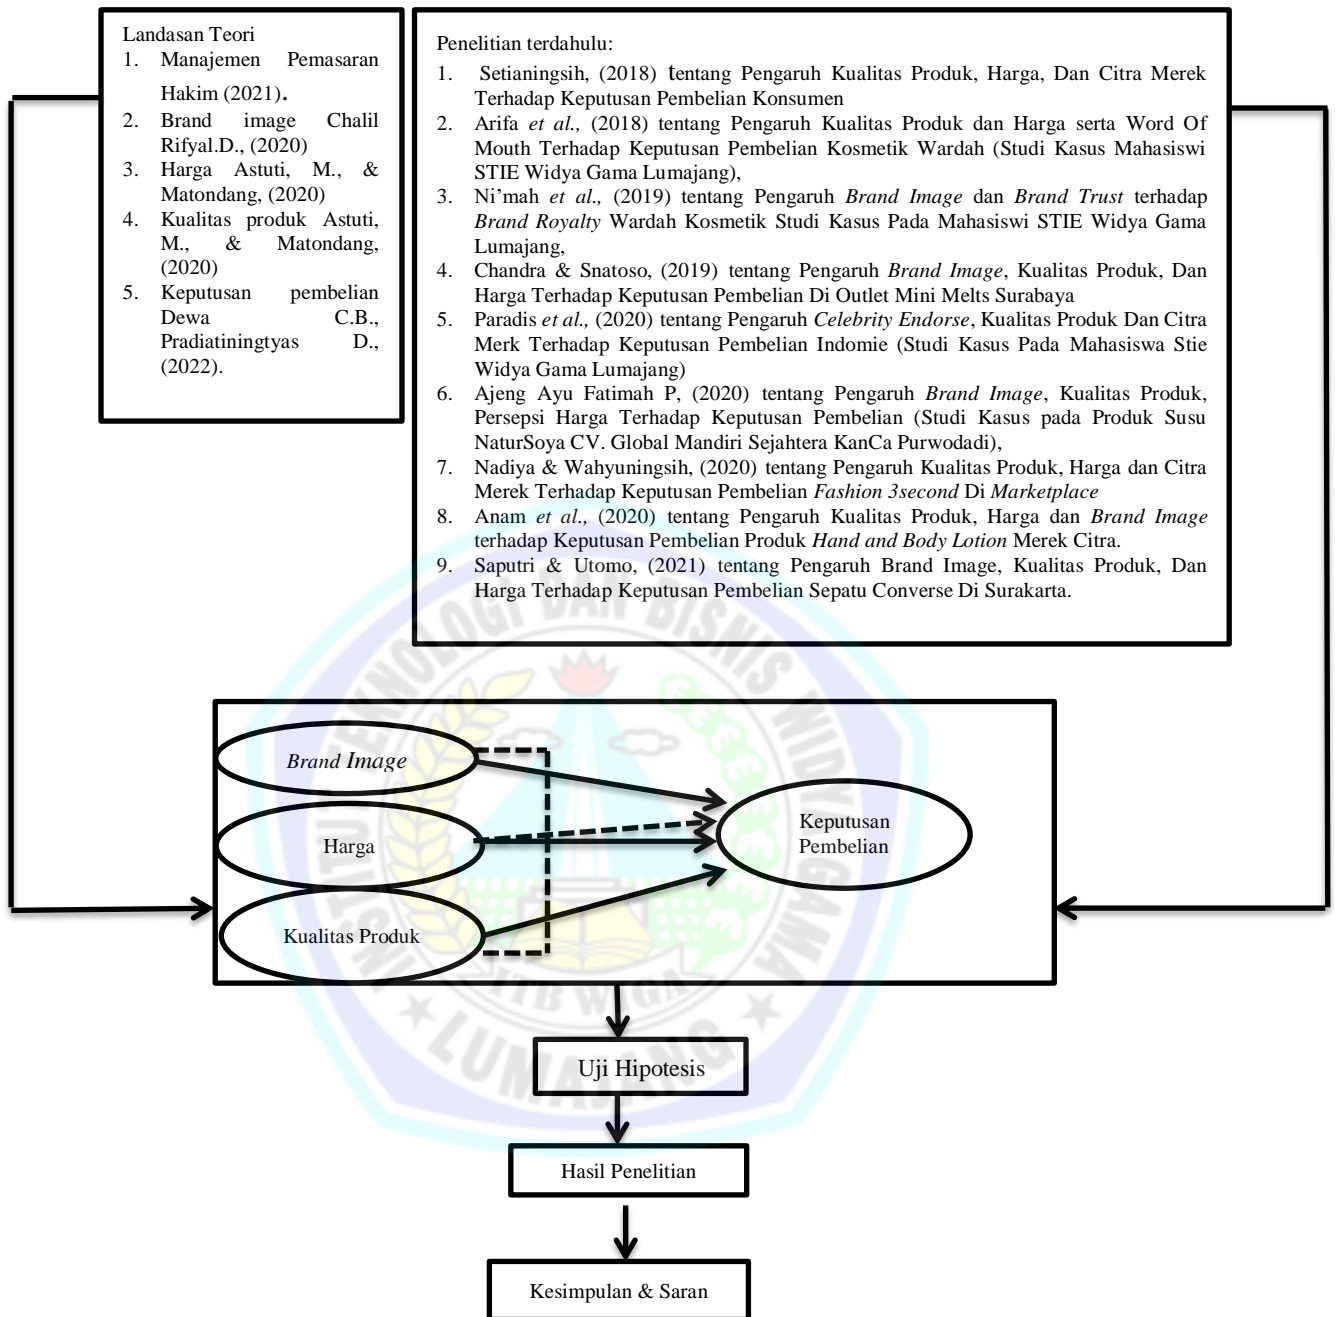 Landasan Teori
1. Manajemen Pemasaran
Hakim (2021).
2. Brand image Chalil
Rifyal.D., (2020)
3. Harga Astuti, M., &
Matondang, (2020)
4. Kualitas produk Astuti,
M., & Matondang,
(2020)
5. Keputusan pembelian
Dewa C.B.,
Pradiatiningtyas D.,
(2022).
Penelitian terdahulu:
1. Setianingsih, (2018) tentang Pengaruh Kualitas Produk, Harga, Dan Citra Merek
Terhadap Keputusan Pembelian Konsumen
2. Arifa et al., (2018) tentang Pengaruh Kualitas Produk dan Harga serta Word Of
Mouth Terhadap Keputusan Pembelian Kosmetik Wardah (Studi Kasus Mahasiswi
STIE Widya Gama Lumajang),
3. Ni’mah et al., (2019) tentang Pengaruh Brand Image dan Brand Trust terhadap
Brand Royalty Wardah Kosmetik Studi Kasus Pada Mahasiswi STIE Widya Gama
Lumajang,
4. Chandra & Snatoso, (2019) tentang Pengaruh Brand Image, Kualitas Produk, Dan
Harga Terhadap Keputusan Pembelian Di Outlet Mini Melts Surabaya
5. Paradis et al., (2020) tentang Pengaruh Celebrity Endorse, Kualitas Produk Dan Citra
Merk Terhadap Keputusan Pembelian Indomie (Studi Kasus Pada Mahasiswa Stie
Widya Gama Lumajang)
6. Ajeng Ayu Fatimah P, (2020) tentang Pengaruh Brand Image, Kualitas Produk,
Persepsi Harga Terhadap Keputusan Pembelian (Studi Kasus pada Produk Susu
NaturSoya CV. Global Mandiri Sejahtera KanCa Purwodadi),
7. Nadiya & Wahyuningsih, (2020) tentang Pengaruh Kualitas Produk, Harga dan Citra
Merek Terhadap Keputusan Pembelian Fashion 3second Di Marketplace
8. Anam et al., (2020) tentang Pengaruh Kualitas Produk, Harga dan Brand Image
terhadap Keputusan Pembelian Produk Hand and Body Lotion Merek Citra.
9. Saputri & Utomo, (2021) tentang Pengaruh Brand Image, Kualitas Produk, Dan
Harga Terhadap Keputusan Pembelian Sepatu Converse Di Surakarta.
INSTITUT TEKNOLOGI DAN BISNIS WIDYA GAMA
Brand Image
Harga
Kualitas Produk
Keputusan
Pembelian
ITB WIGA
LUMAJANG
Uji Hipotesis
Hasil Penelitian
Kesimpulan & Saran